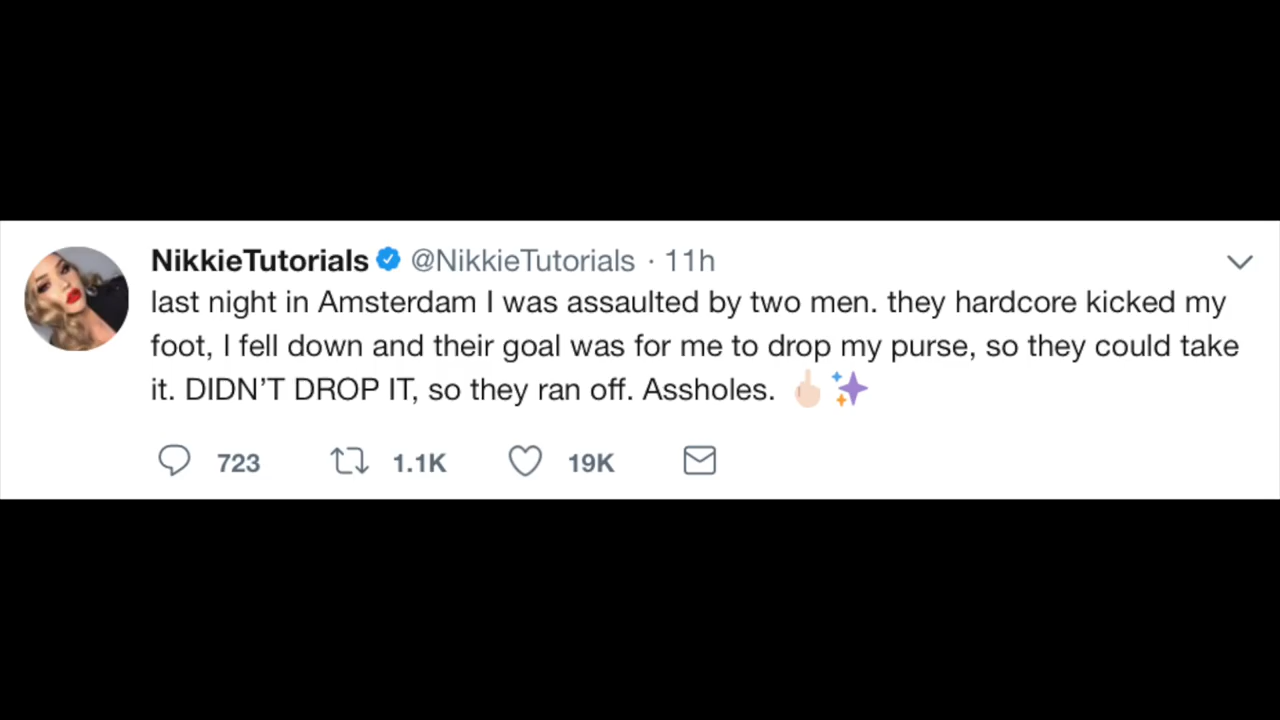 NikkieTutorials @NikkieTutorials · 11h
last night in Amsterdam I was assaulted by two men. they hardcore kicked my
foot, I fell down and their goal was for me to drop my purse, so they could take
it. DIDN’T DROP IT, so they ran off. Assholes. 🖕🏻✨
723 1.1K 19K